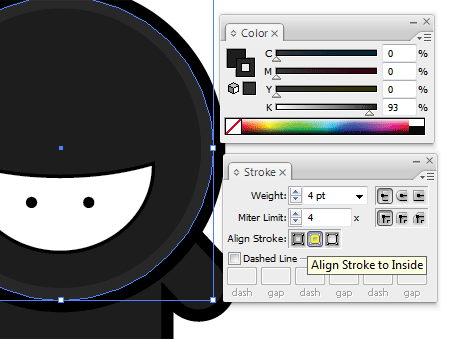 Color ×
C 0 %
M 0 %
Y 0 %
K 93 %
Stroke ×
Weight: 4 pt
Miter Limit: 4 x
Align Stroke:
Dashed Line
Align Stroke to Inside
dash gap dash gap dash gap